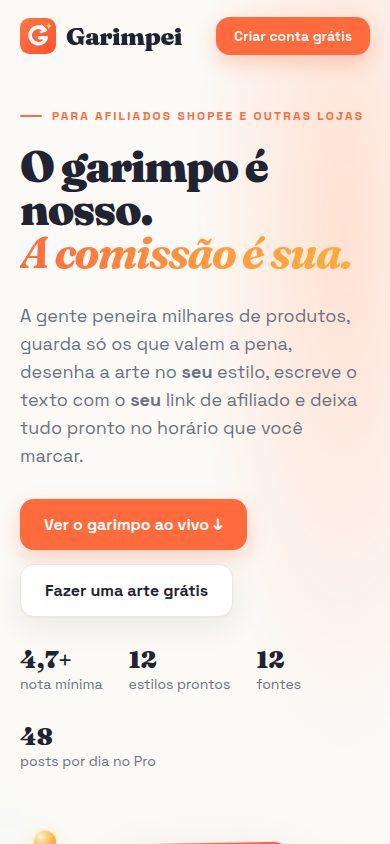 Garimpei
Criar conta grátis
PARA AFILIADOS SHOPEE E OUTRAS LOJAS
O garimpo é
nosso.
A comissão é sua.
A gente peneira milhares de produtos,
guarda só os que valem a pena,
desenha a arte no seu estilo, escreve o
texto com o seu link de afiliado e deixa
tudo pronto no horário que você
marcar.
Ver o garimpo ao vivo ↓
Fazer uma arte grátis
4,7+ 12 12
nota mínima estilos prontos fontes
48
posts por dia no Pro